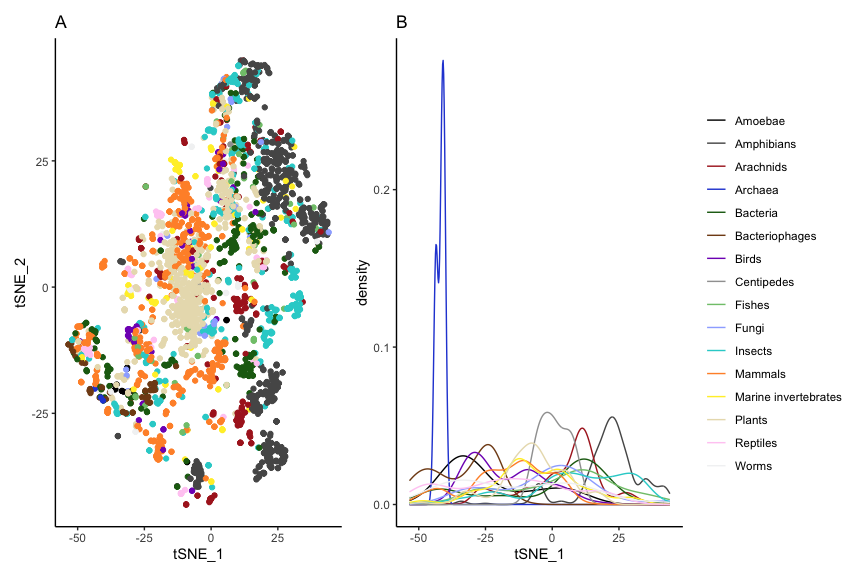 A
B
tSNE_2
25
0
-25
-50
-25
0
25
tSNE_1
density
0.2
0.1
0.0
-50
-25
0
25
tSNE_1
Amoebae
Amphibians
Arachnids
Archaea
Bacteria
Bacteriophages
Birds
Centipedes
Fishes
Fungi
Insects
Mammals
Marine invertebrates
Plants
Reptiles
Worms